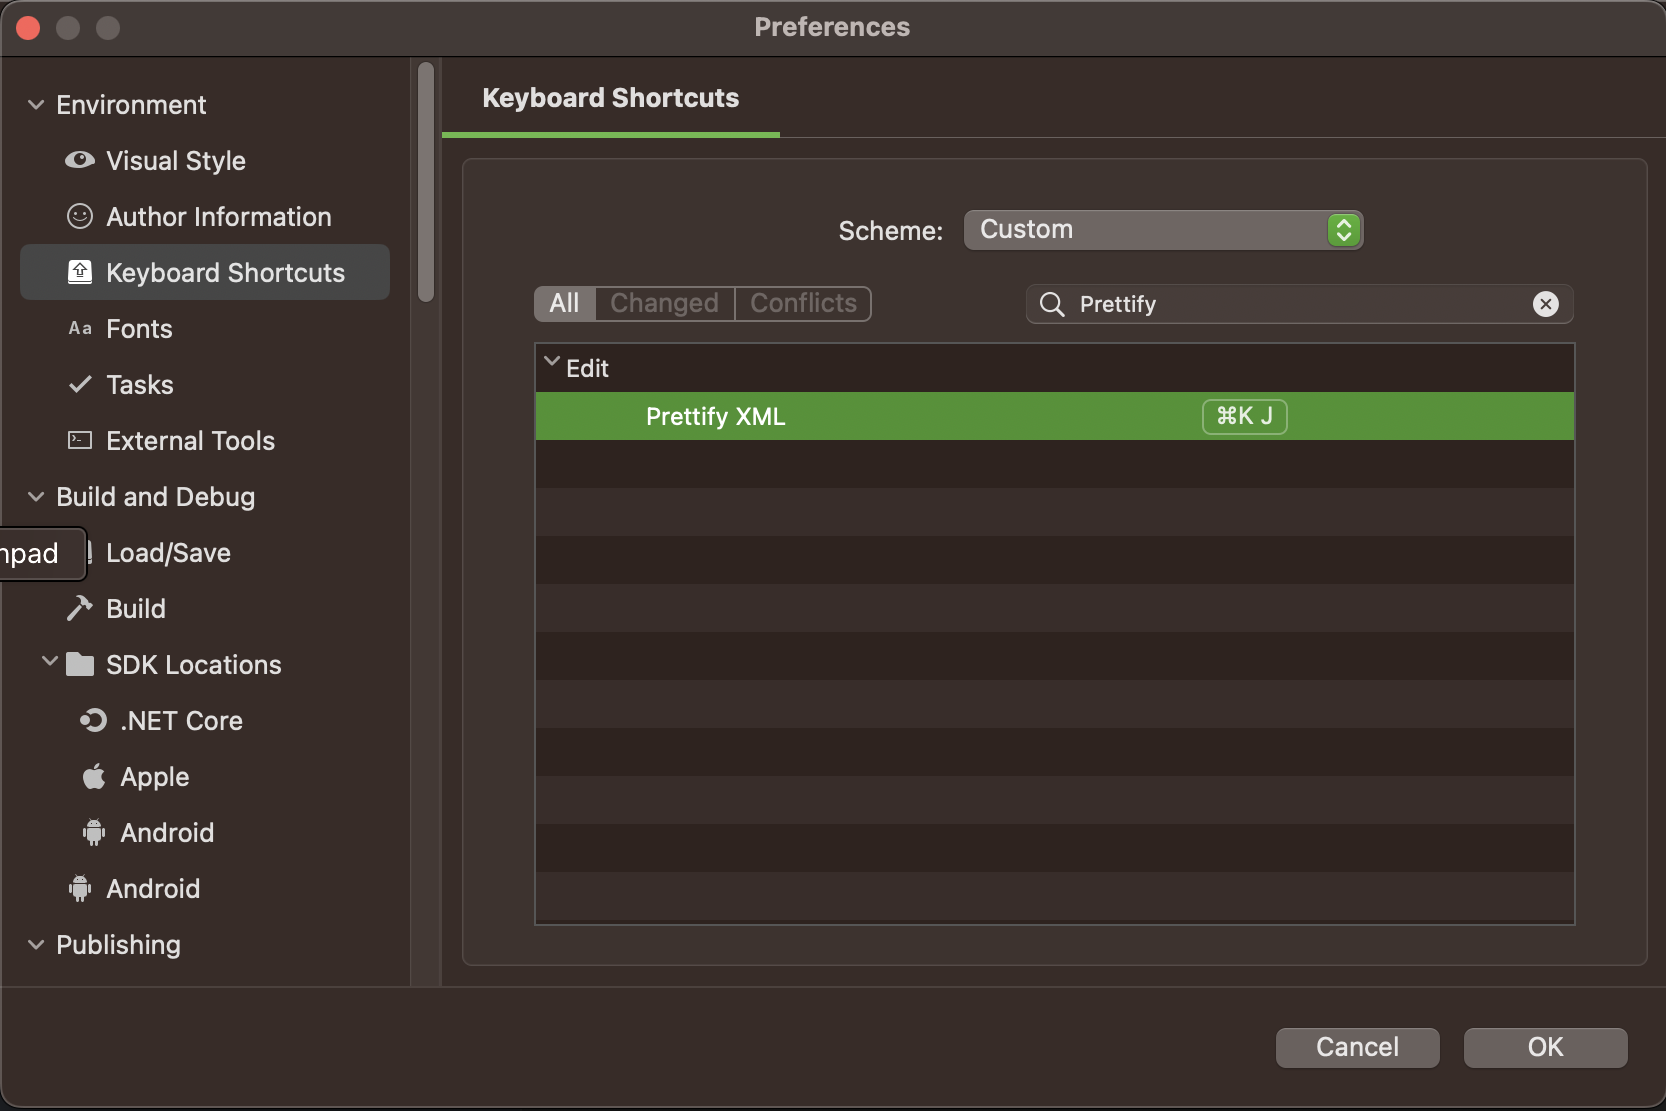 Preferences
Environment
Visual Style
Author Information
Keyboard Shortcuts
Aa Fonts
Tasks
External Tools
Build and Debug
Load/Save
Build
SDK Locations
.NET Core
Apple
Android
Android
Publishing
Keyboard Shortcuts
Scheme: Custom
All Changed Conflicts
Prettify
Edit
Prettify XML ⌘K J
Cancel OK